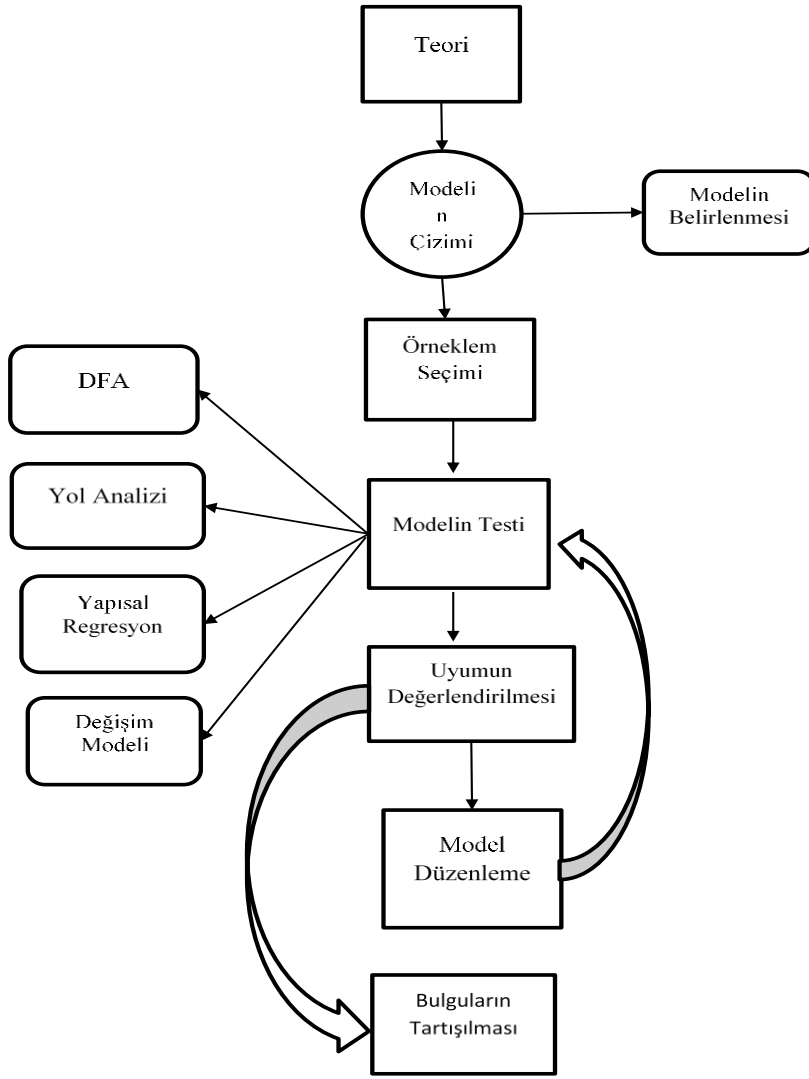 Teori
Modeli
n
Çizimi
Modelin
Belirlenmesi
Örneklem
Seçimi
DFA
Yol Analizi
Modelin Testi
Yapısal
Regresyon
Uyumun
Değerlendirilmesi
Değişim
Modeli
Model
Düzenleme
Bulguların
Tartışılması